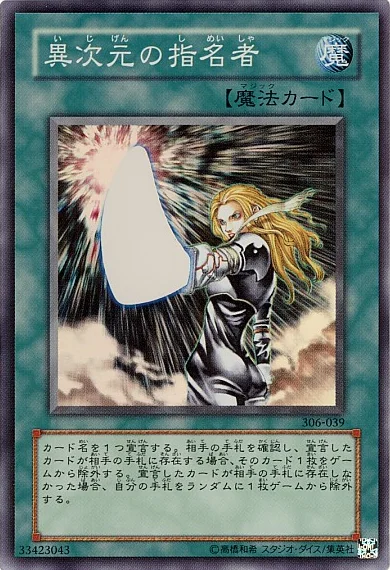 異次元の指名者
魔
【魔法カード】
306-039
カード名を1つ宣言する。相手の手札を確認し、宣言した
カードが相手の手札に存在する場合、そのカード1枚をゲー
ムから除外する。宣言したカードが相手の手札に存在しな
かった場合、自分の手札をランダムに1枚ゲームから除外
する。
33423043
©高橋和希 スタジオ・ダイス/集英社